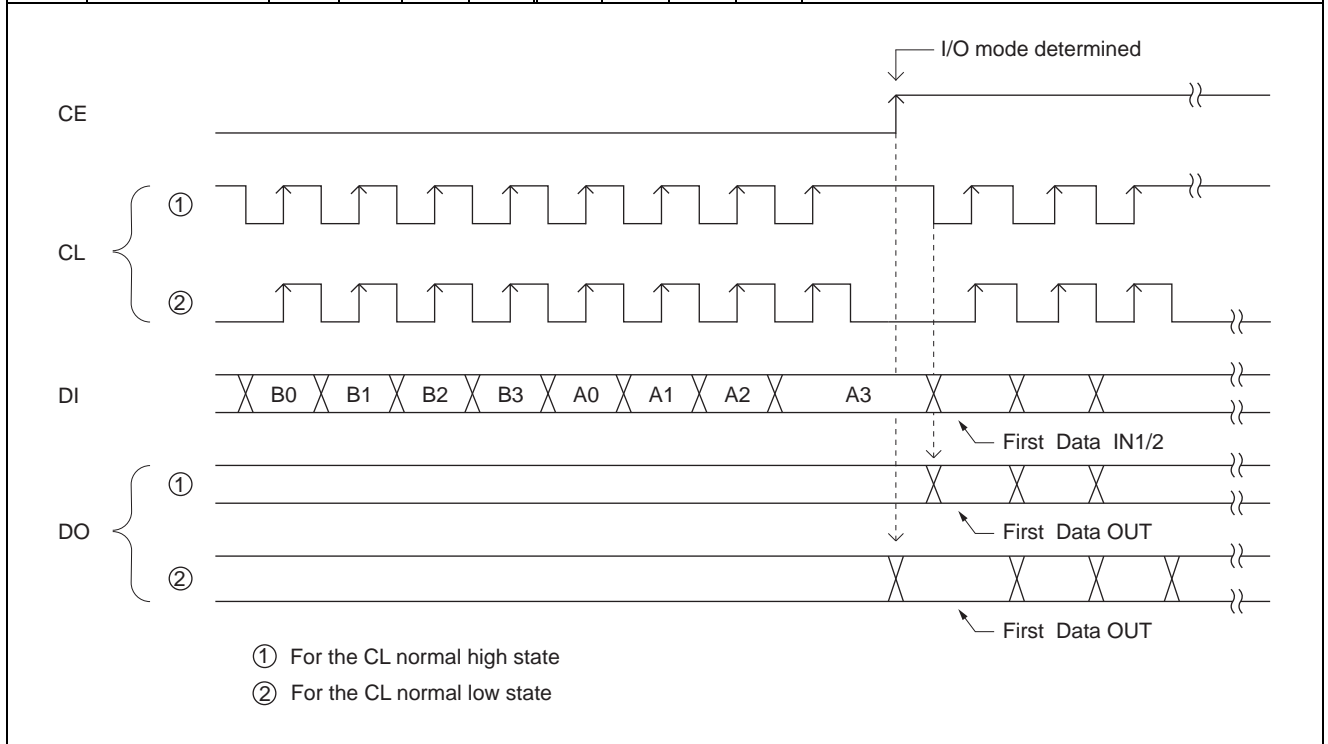 I/O mode determined
CE
CL
①
②
DI
B0 B1 B2 B3 A0 A1 A2 A3
First Data IN1/2
DO
①
First Data OUT
②
First Data OUT
① For the CL normal high state
② For the CL normal low state